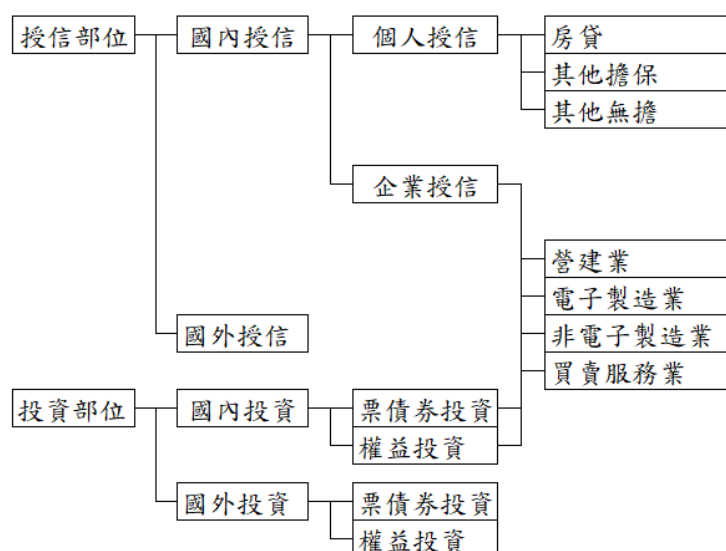 授信部位
國內授信
個人授信
房貸
其他擔保
其他無擔
企業授信
營建業
電子製造業
非電子製造業
買賣服務業
國外授信
投資部位
國內投資
票債券投資
權益投資
國外投資
票債券投資
權益投資